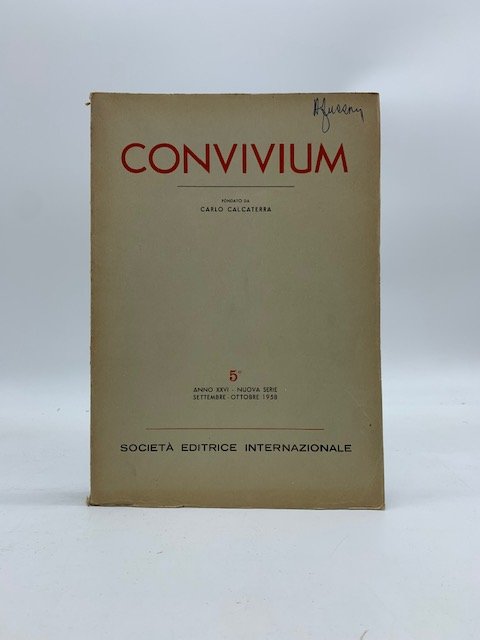 CONVIVIUM
FONDATO DA
CARLO CALCATERRA
5°
ANNO XXVI - NUOVA SERIE
SETTEMBRE - OTTOBRE 1958
SOCIETÀ EDITRICE INTERNAZIONALE